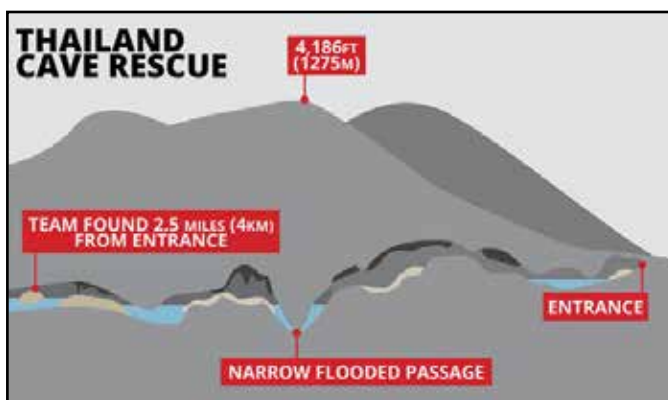 THAILAND
CAVE RESCUE
4,186FT
(1275M)
TEAM FOUND 2.5 MILES (4KM)
FROM ENTRANCE
ENTRANCE
NARROW FLOODED PASSAGE